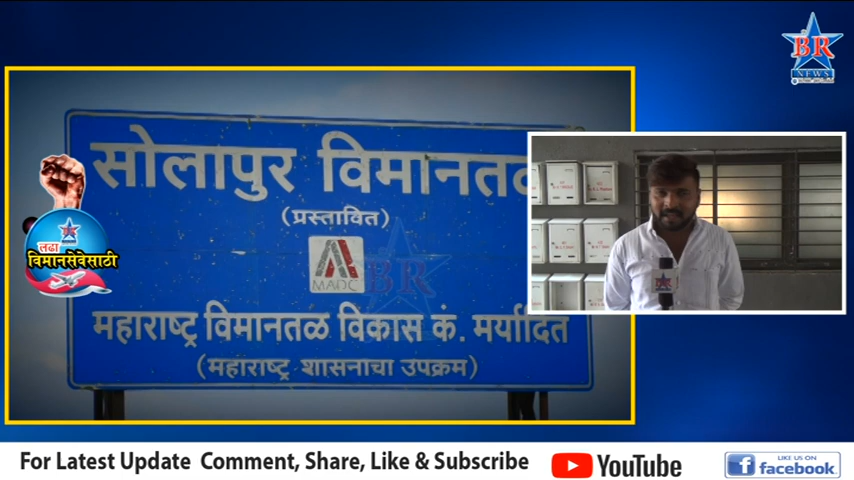 BR
NEWS
सोलापुर विमानतळ
(प्रस्तावित)
MADC
BR
महाराष्ट्र विमानतळ विकास कं. मर्यादित
(महाराष्ट्र शासनाचा उपक्रम)
लढा
विमानसेवेसाठी
For Latest Update Comment, Share, Like & Subscribe
YouTube
LIKE US ON
facebook